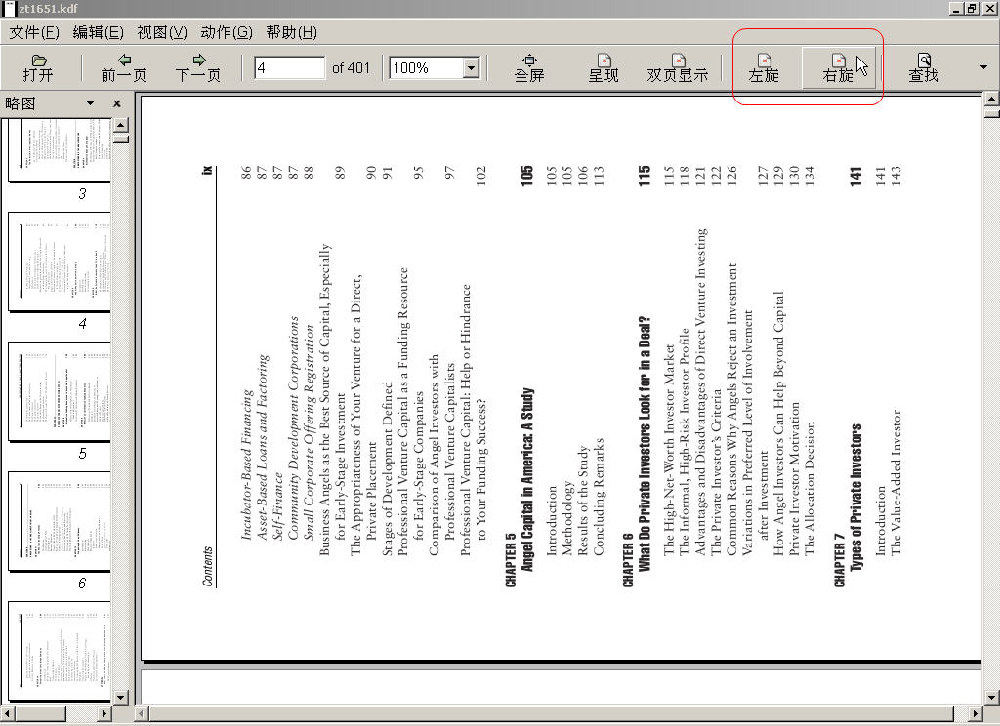 zt1651.kdf
文件(F) 编辑(E) 视图(V) 动作(G) 帮助(H)
打开 前一页 下一页 4 of 401 100% 全屏 呈现 双页显示 左旋 右旋 查找
略图
3
4
5
6
Contents ix
Incubator-Based Financing 86
Asset-Based Loans and Factoring 87
Self-Finance 87
Community Development Corporations 87
Small Corporate Offering Registration 88
Business Angels as the Best Source of Capital, Especially
for Early-Stage Investment 89
The Appropriateness of Your Venture for a Direct,
Private Placement 90
Stages of Development Defined 91
Professional Venture Capital as a Funding Resource
for Early-Stage Companies 95
Comparison of Angel Investors with
Professional Venture Capitalists 97
Professional Venture Capital: Help or Hindrance
to Your Funding Success? 102
CHAPTER 5
Angel Capital in America: A Study 105
Introduction 105
Methodology 105
Results of the Study 106
Concluding Remarks 113
CHAPTER 6
What Do Private Investors Look for in a Deal? 115
The High-Net-Worth Investor Market 115
The Informal, High-Risk Investor Profile 118
Advantages and Disadvantages of Direct Venture Investing 121
The Private Investor's Criteria 122
Common Reasons Why Angels Reject an Investment 126
Variations in Preferred Level of Involvement
after Investment 127
How Angel Investors Can Help Beyond Capital 129
Private Investor Motivation 130
The Allocation Decision 134
CHAPTER 7
Types of Private Investors 141
Introduction 141
The Value-Added Investor 143